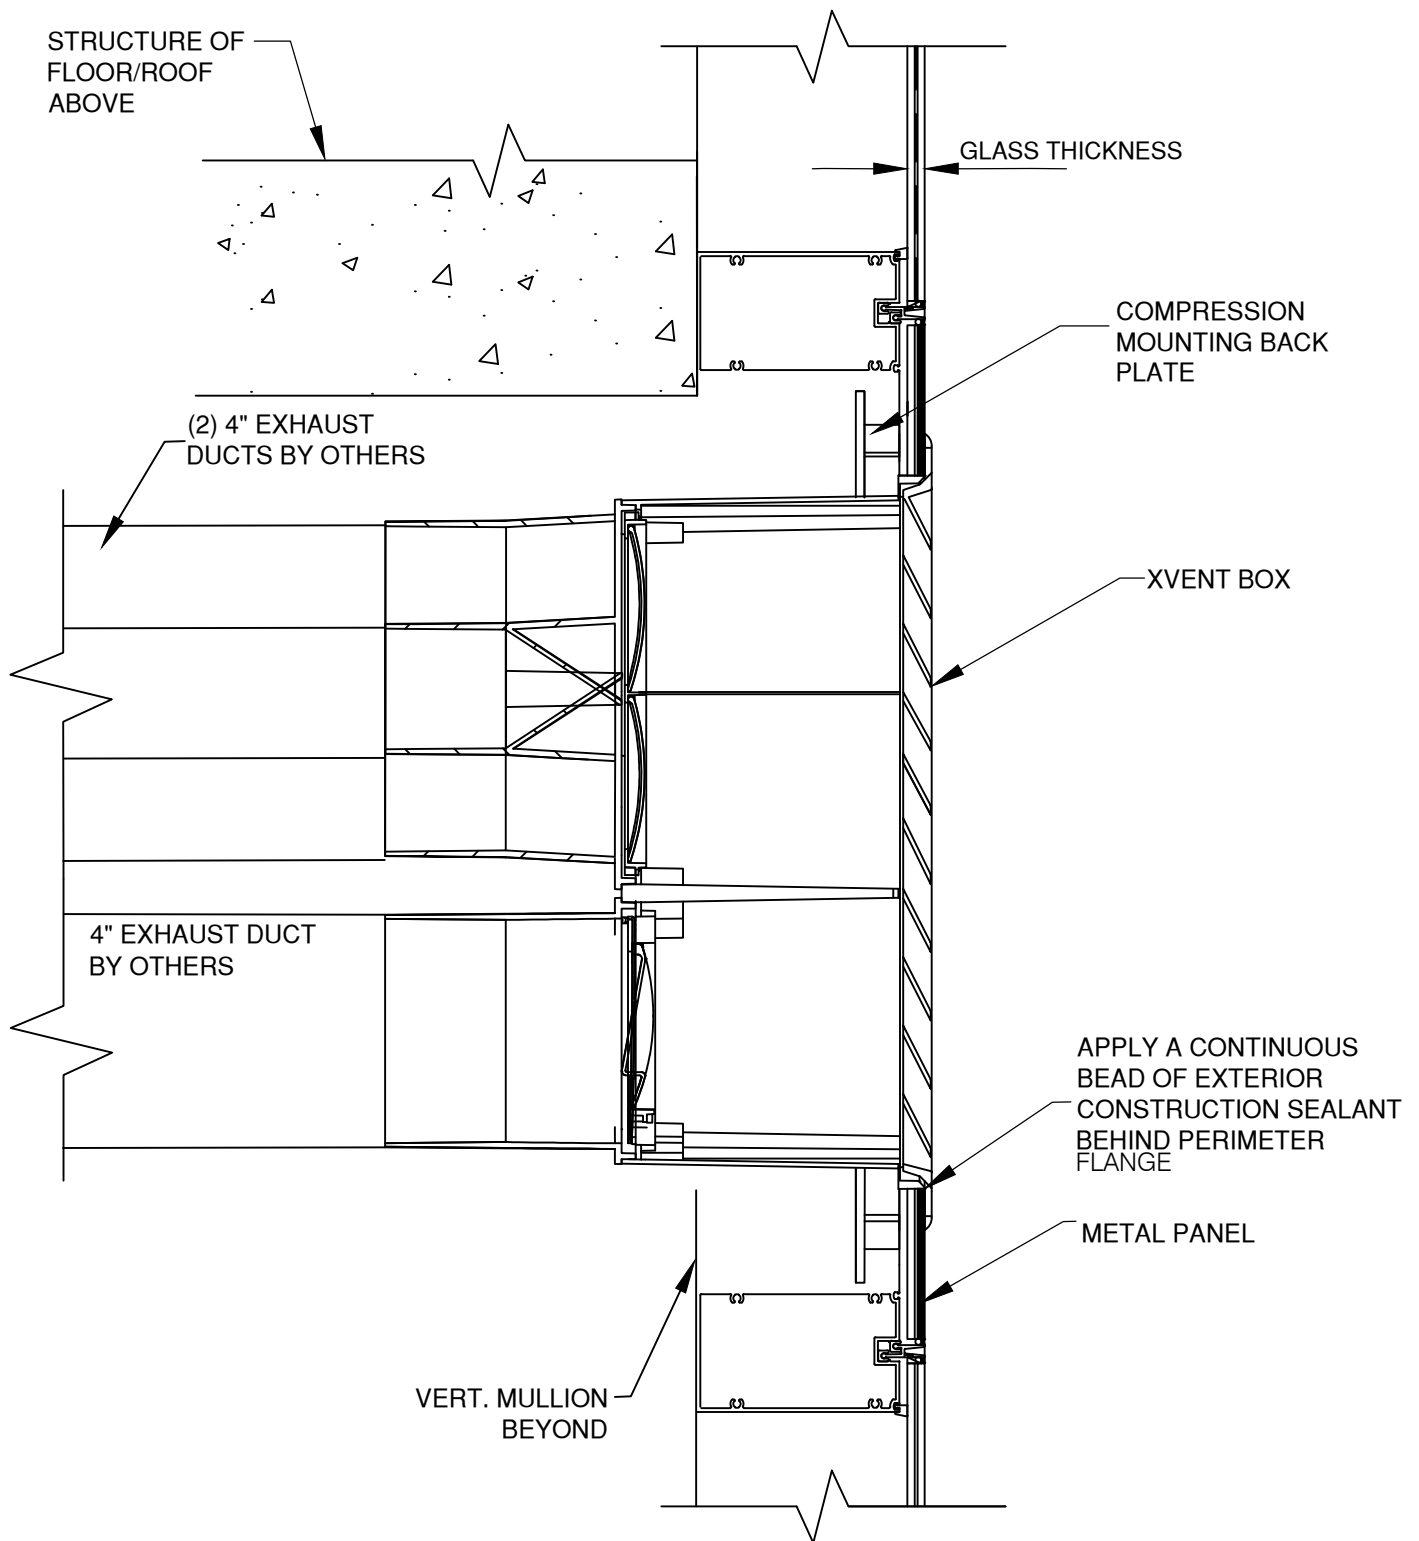 STRUCTURE OF
FLOOR/ROOF
ABOVE
GLASS THICKNESS
COMPRESSION
MOUNTING BACK
PLATE
(2) 4" EXHAUST
DUCTS BY OTHERS
XVENT BOX
4" EXHAUST DUCT
BY OTHERS
APPLY A CONTINUOUS
BEAD OF EXTERIOR
CONSTRUCTION SEALANT
BEHIND PERIMETER
FLANGE
METAL PANEL
VERT. MULLION
BEYOND